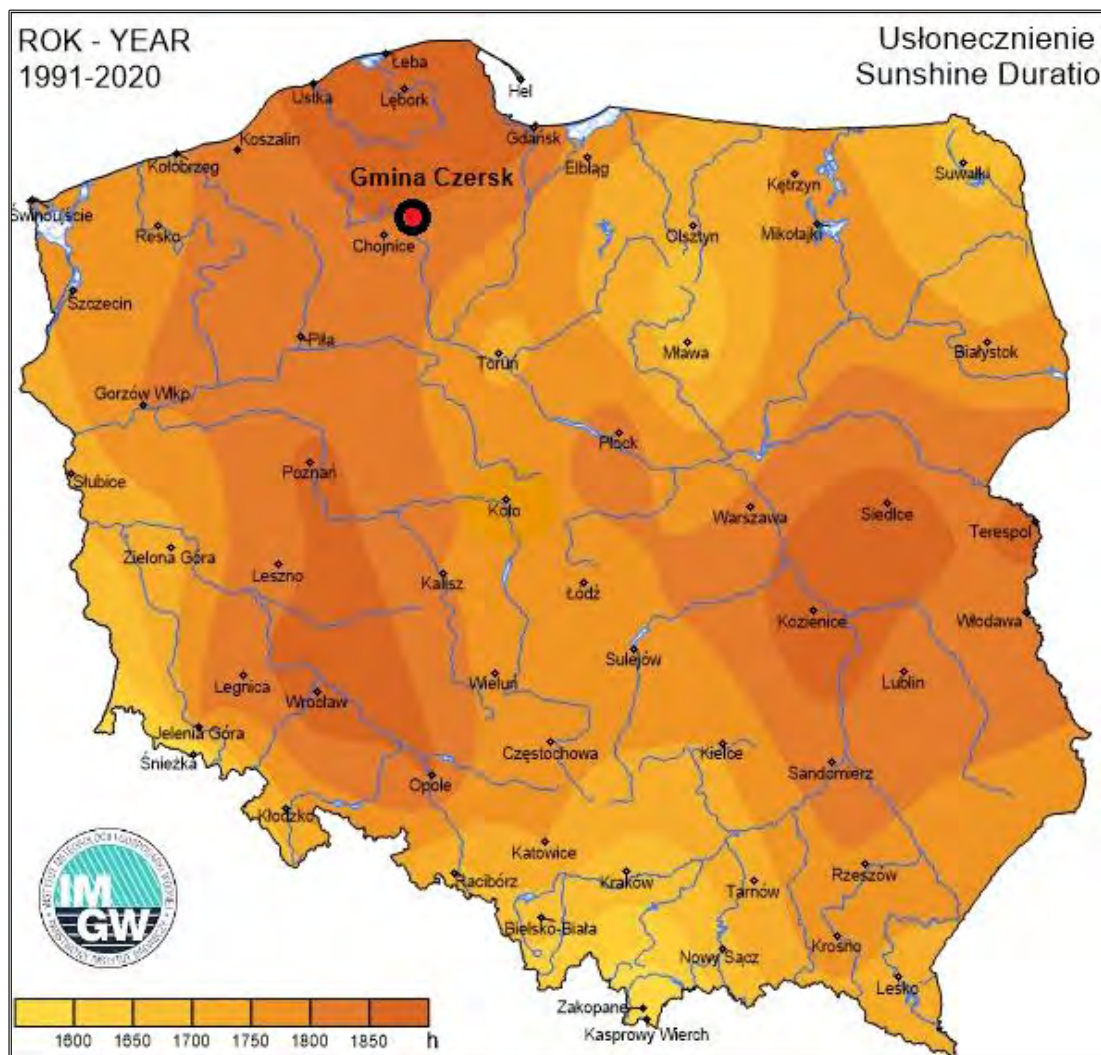 ROK - YEAR
1991-2020
Usłonecznienie
Sunshine Duratio
Łeba
Hel
Ustka
Lębork
Gdańsk
Koszalin
Kołobrzeg
Elbląg
Suwałki
Kętrzyn
Gmina Czersk
Świnoujście
Resko
Chojnice
Olsztyn
Mikołajki
Szczecin
Piła
Toruń
Mława
Białystok
Gorzów Wlkp
Płock
Poznań
Słubice
Koło
Warszawa
Siedlce
Terespol
Zielona Góra
Leszno
Kalisz
Łódź
Kozienice
Włodawa
Sulejów
Legnica
Wrocław
Wieluń
Lublin
Jelenia Góra
Śnieżka
Częstochowa
Kielce
Sandomierz
Opole
Kłodzko
Katowice
Racibórz
Kraków
Tarnów
Rzeszów
Bielsko-Biała
Nowy Sącz
Krosno
Lesko
Zakopane
Kasprowy Wierch
IM
GW
1600 1650 1700 1750 1800 1850 h